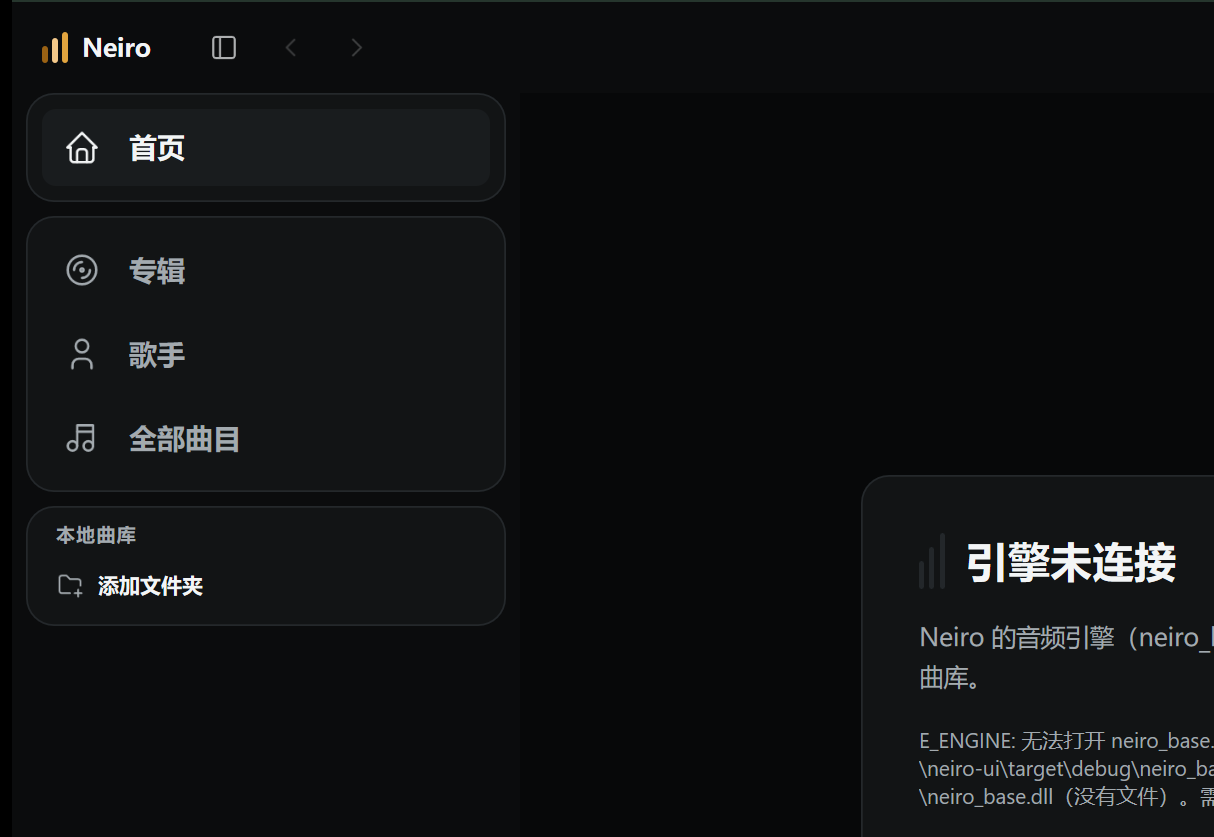 Neiro
首页
专辑
歌手
全部曲目
本地曲库
添加文件夹
引擎未连接
Neiro 的音频引擎（neiro_
曲库。
E_ENGINE: 无法打开 neiro_base.
\neiro-ui\target\debug\neiro_ba
\neiro_base.dll（没有文件）。需